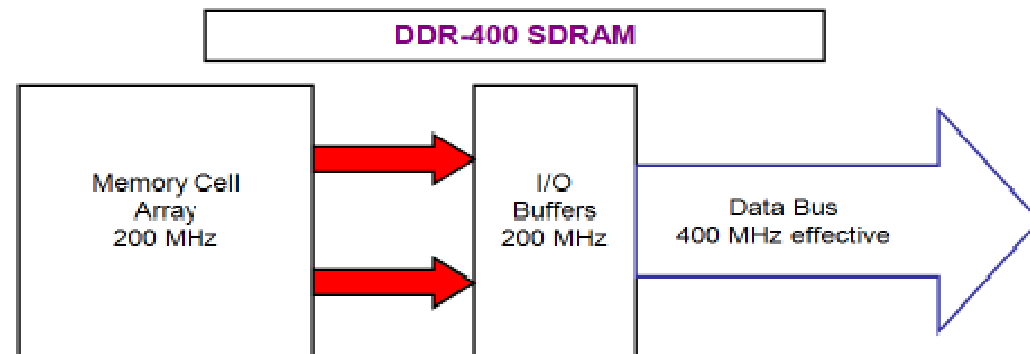 DDR-400 SDRAM
Memory Cell
Array
200 MHz
I/O
Buffers
200 MHz
Data Bus
400 MHz effective